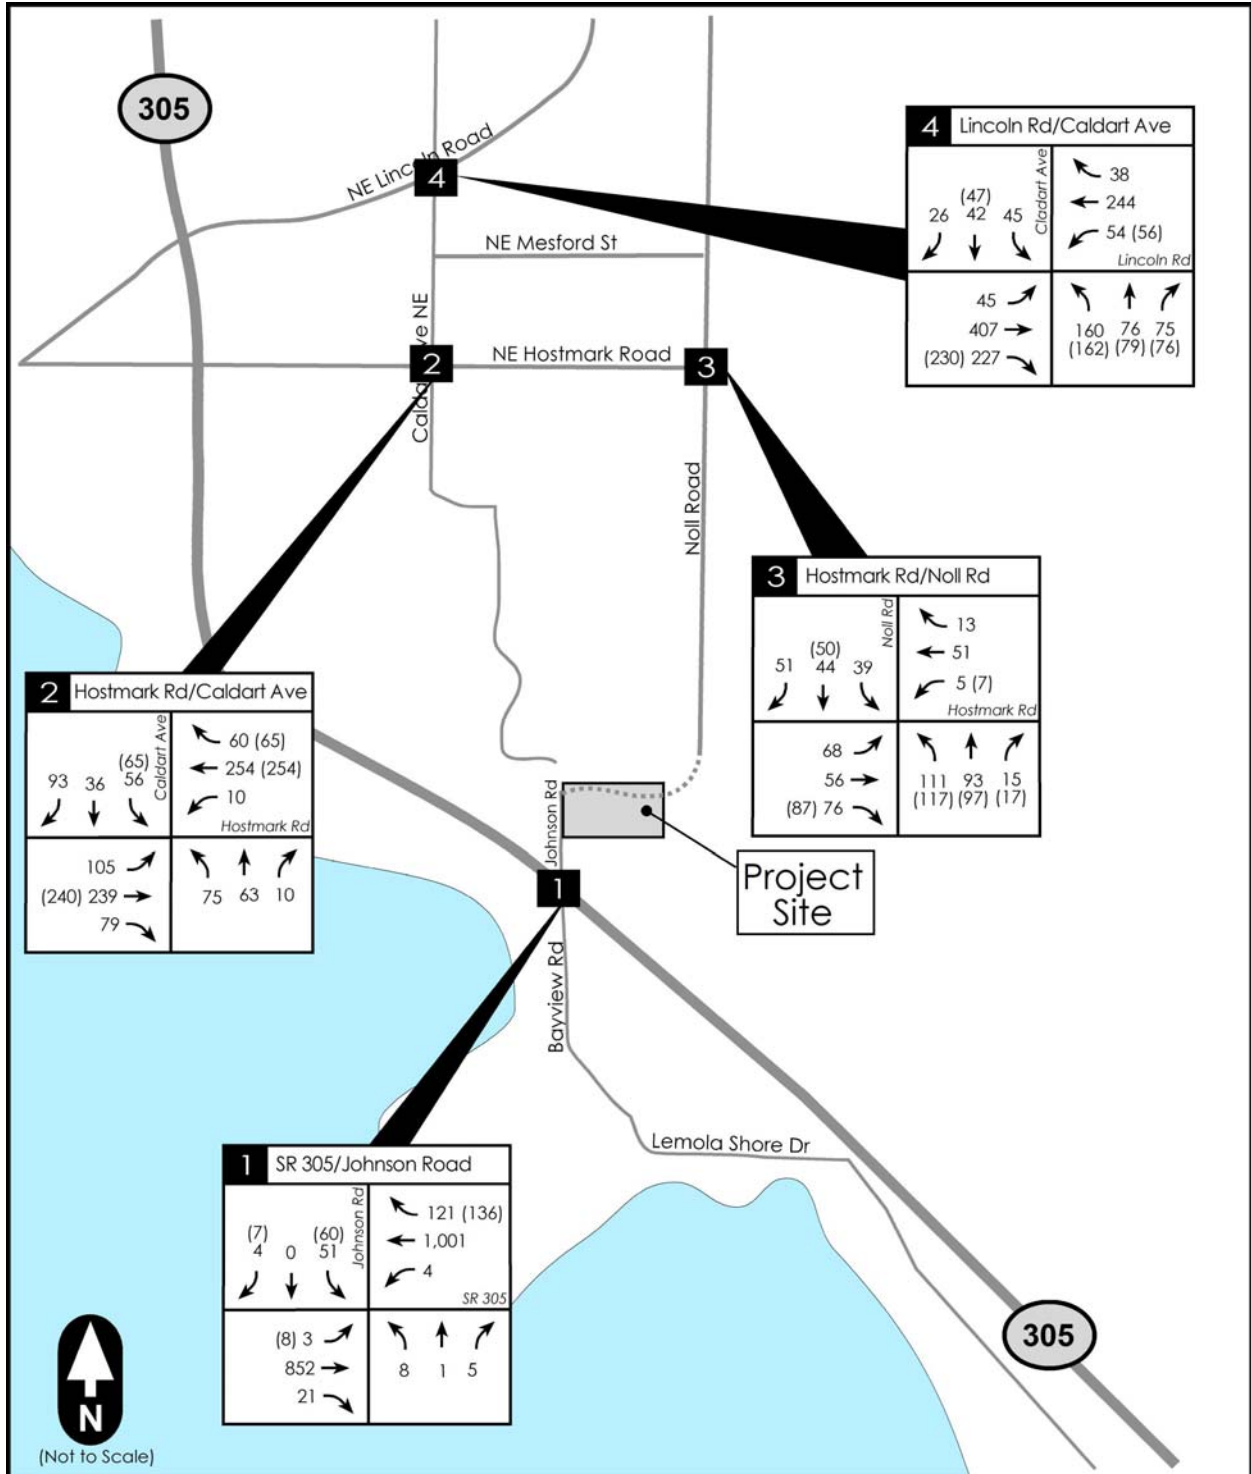 305
NE Lincoln Road
4
NE Mesford St
Caldart Ave NE
2
NE Hostmark Road
3
Noll Road
4 Lincoln Rd/Caldart Ave
(47)
26 42 45
Cladart Ave
38
244
54 (56)
Lincoln Rd
45
407
(230) 227
160 76 75
(162) (79) (76)
3 Hostmark Rd/Noll Rd
(50)
51 44 39
Noll Rd
13
51
5 (7)
Hostmark Rd
68
56
(87) 76
111 93 15
(117) (97) (17)
2 Hostmark Rd/Caldart Ave
(65)
93 36 56
Caldart Ave
60 (65)
254 (254)
10
Hostmark Rd
105
(240) 239
79
75 63 10
Johnson Rd
Project
Site
1
Bayview Rd
Lemola Shore Dr
1 SR 305/Johnson Road
(7) (60)
4 0 51
Johnson Rd
121 (136)
1,001
4
SR 305
(8) 3
852
21
8 1 5
305
N
(Not to Scale)